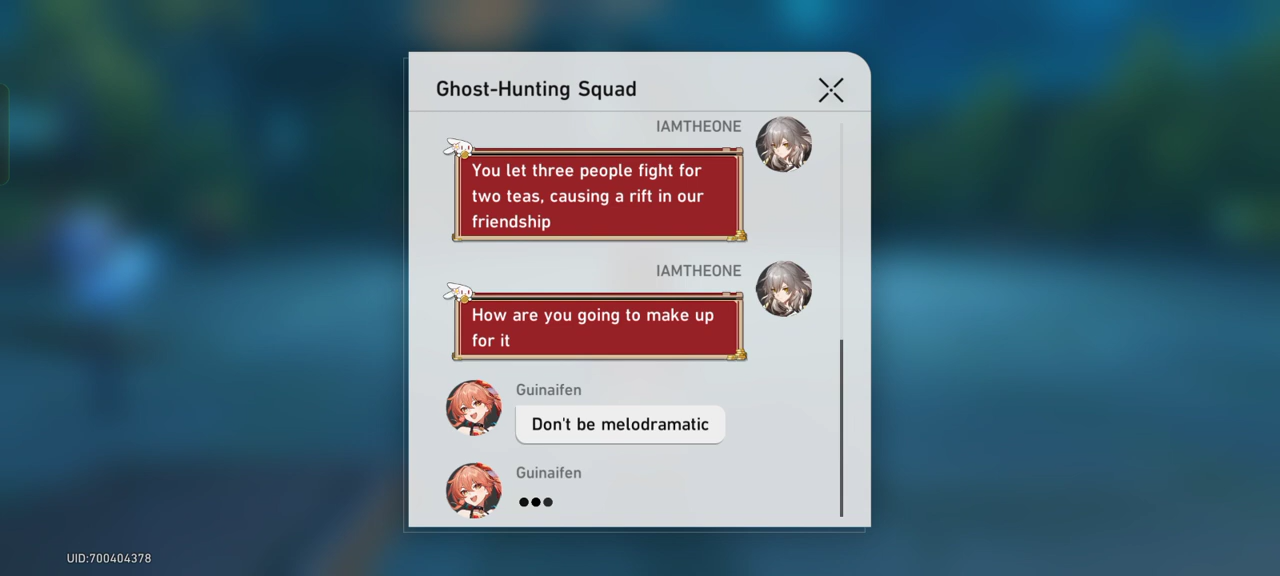 Ghost-Hunting Squad
IAMTHEONE
You let three people fight for
two teas, causing a rift in our
friendship
IAMTHEONE
How are you going to make up
for it
Guinaifen
Don't be melodramatic
Guinaifen
UID:700404378